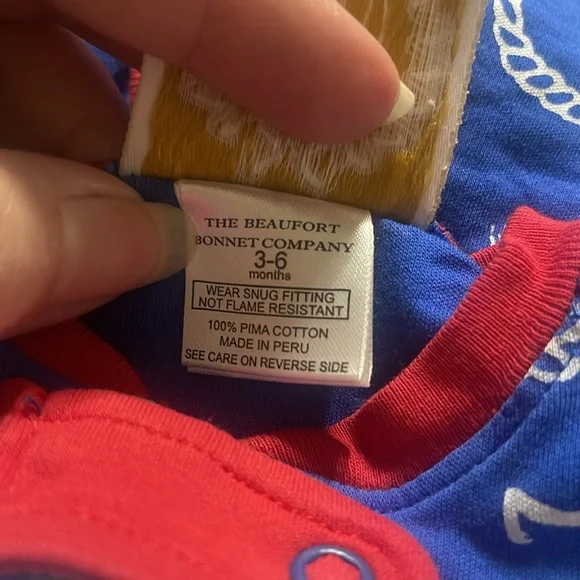 THE BEAUFORT
BONNET COMPANY
3-6
months
WEAR SNUG FITTING
NOT FLAME RESISTANT
100% PIMA COTTON
MADE IN PERU
SEE CARE ON REVERSE SIDE